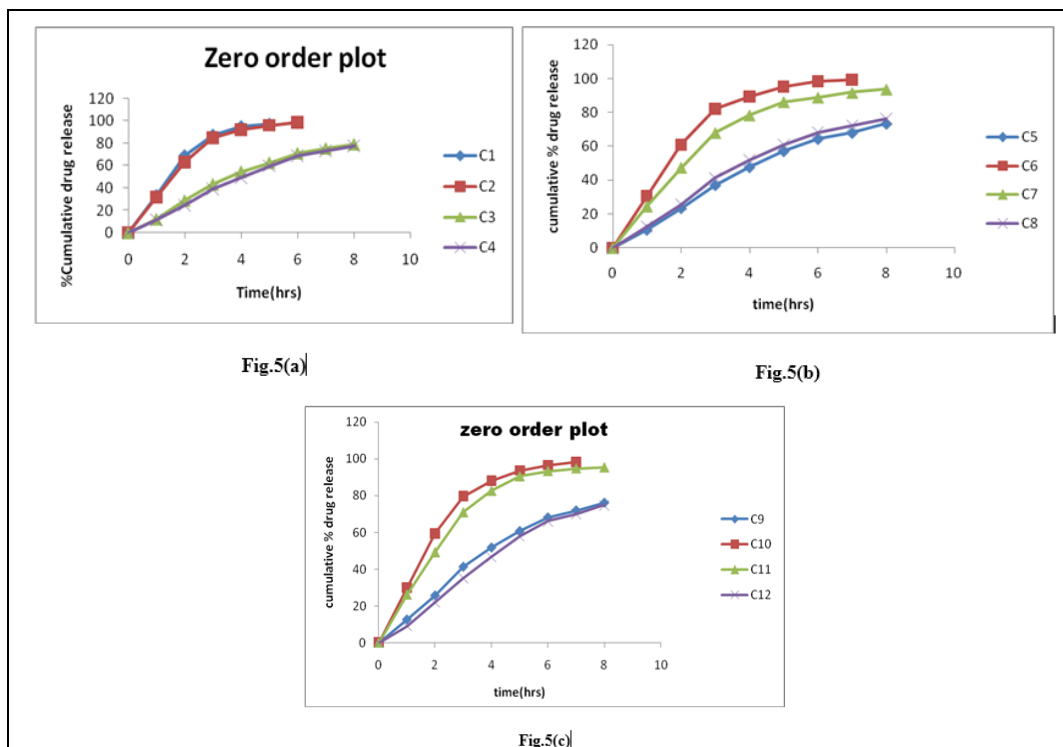 Zero order plot
%Cumulative drug release
120
100
80
60
40
20
0
0 2 4 6 8 10
Time(hrs)
C1
C2
C3
C4
Fig.5(a)
cumulative % drug release
120
100
80
60
40
20
0
0 2 4 6 8 10
time(hrs)
C5
C6
C7
C8
Fig.5(b)
zero order plot
cumulative % drug release
120
100
80
60
40
20
0
0 2 4 6 8 10
time(hrs)
C9
C10
C11
C12
Fig.5(c)